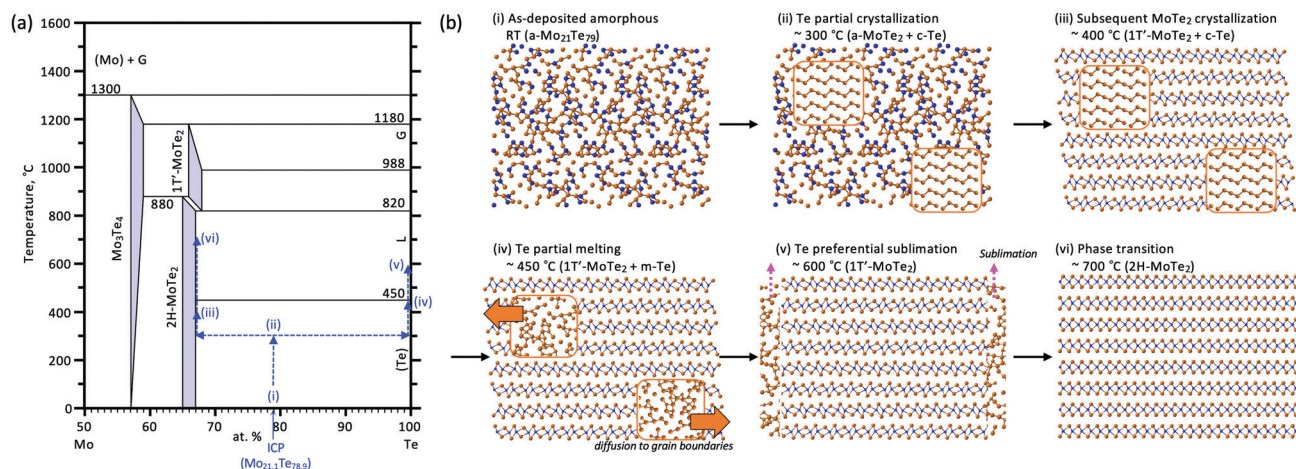 (a)
1600
1400
1200
1000
800
600
400
200
0
Temperature, °C
(Mo) + G
1300
1180
G
988
880
820
L
450
(Te)
Mo₃Te₄
1T′-MoTe2
2H-MoTe₂
(vi)
(v)
(iv)
(iii)
(ii)
(i)
50 60 70 80 90 100
Mo at. % Te
ICP
(Mo21.1Te78.9)
(b)
(i) As-deposited amorphous
RT (a-Mo21Te79)
(ii) Te partial crystallization
~ 300 °C (a-MoTe2 + c-Te)
(iii) Subsequent MoTe2 crystallization
~ 400 °C (1T′-MoTe2 + c-Te)
(iv) Te partial melting
~ 450 °C (1T′-MoTe2 + m-Te)
diffusion to grain boundaries
(v) Te preferential sublimation
~ 600 °C (1T′-MoTe2)
Sublimation
(vi) Phase transition
~ 700 °C (2H-MoTe2)